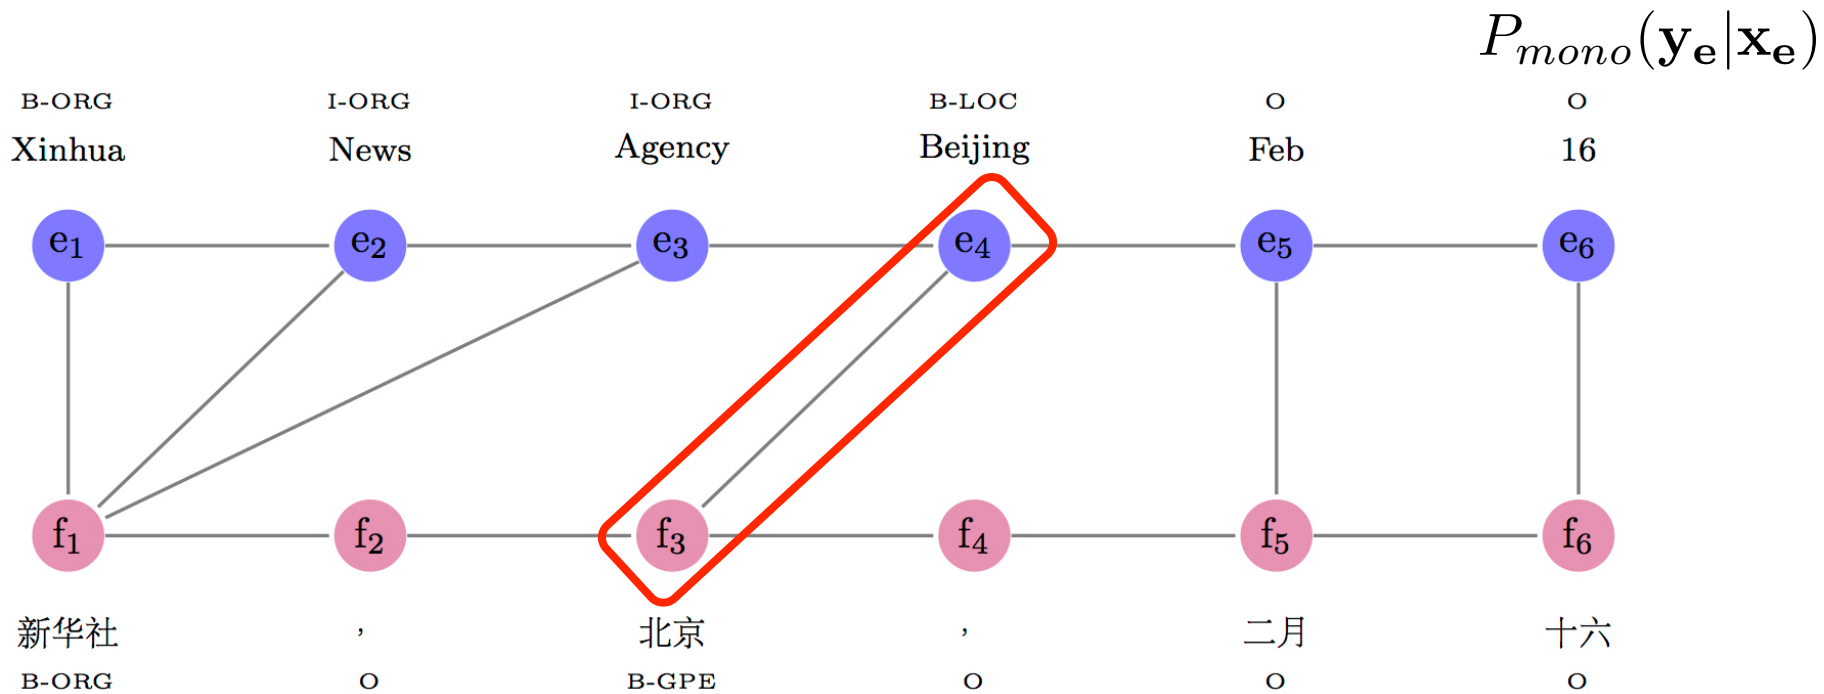 P_mono(y_e|x_e)
B-ORG I-ORG I-ORG B-LOC O O
Xinhua News Agency Beijing Feb 16
e1 e2 e3 e4 e5 e6
f1 f2 f3 f4 f5 f6
新华社 , 北京 , 二月 十六
B-ORG O B-GPE O O O